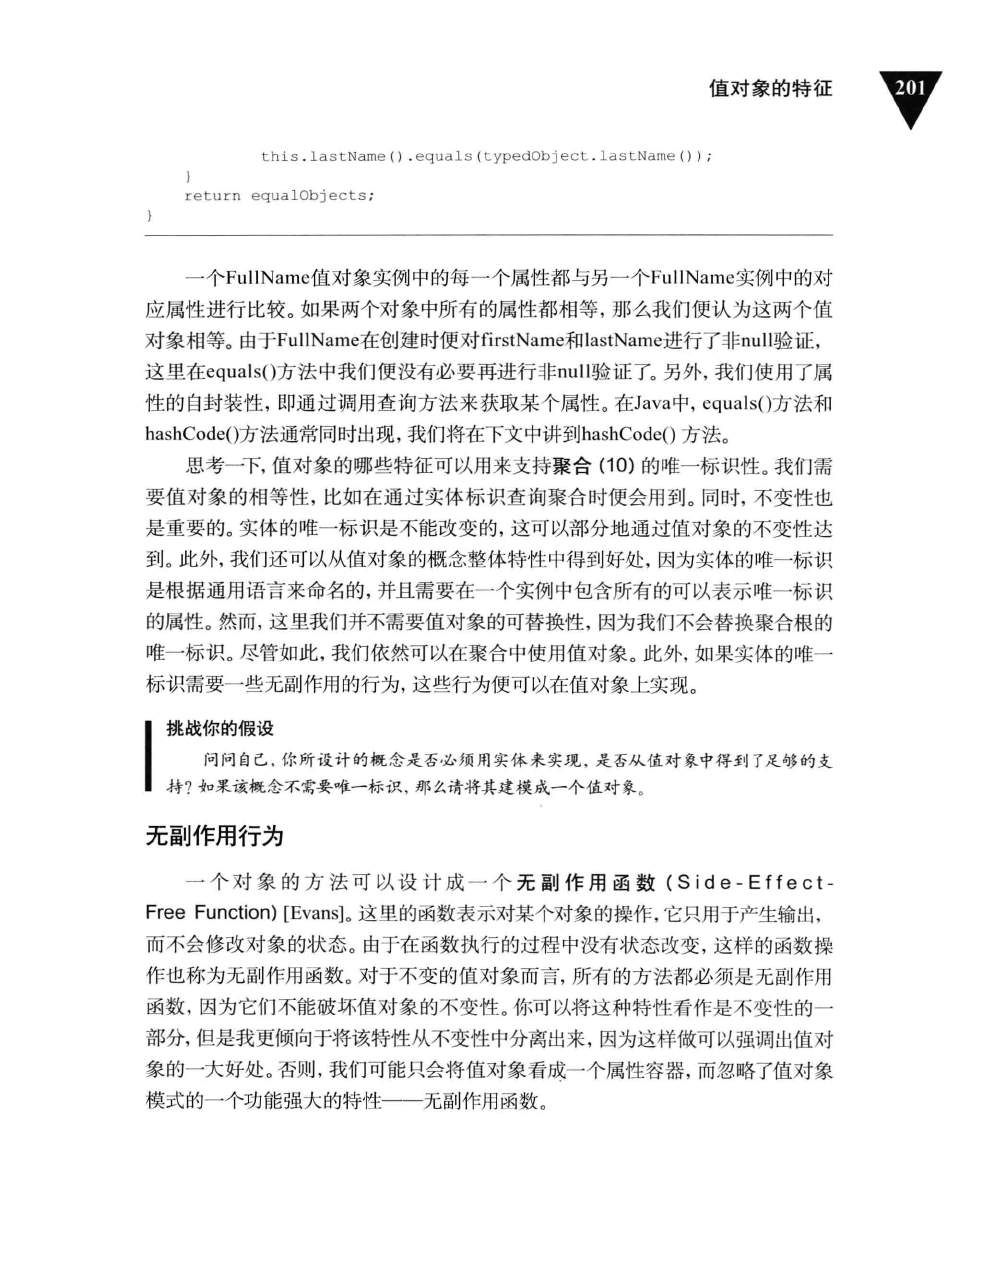 值对象的特征
201
this.lastName().equals(typedObject.lastName());
}
return equalObjects;
}
一个FullName值对象实例中的每一个属性都与另一个FullName实例中的对
应属性进行比较。如果两个对象中所有的属性都相等, 那么我们便认为这两个值
对象相等。由于FullName在创建时便对firstName和lastName进行了非null验证,
这里在equals()方法中我们便没有必要再进行非null验证了。另外, 我们使用了属
性的自封装性, 即通过调用查询方法来获取某个属性。在Java中, equals()方法和
hashCode()方法通常同时出现, 我们将在下文中讲到hashCode() 方法。
思考一下, 值对象的哪些特征可以用来支持聚合 (10) 的唯一标识性。我们需
要值对象的相等性, 比如在通过实体标识查询聚合时便会用到。同时, 不变性也
是重要的。实体的唯一标识是不能改变的, 这可以部分地通过值对象的不变性达
到。此外, 我们还可以从值对象的概念整体特性中得到好处, 因为实体的唯一标识
是根据通用语言来命名的, 并且需要在一个实例中包含所有的可以表示唯一标识
的属性。然而, 这里我们并不需要值对象的可替换性, 因为我们不会替换聚合根的
唯一标识。尽管如此, 我们依然可以在聚合中使用值对象。此外, 如果实体的唯一
标识需要一些无副作用的行为, 这些行为便可以在值对象上实现。
挑战你的假设
问问自己, 你所设计的概念是否必须用实体来实现, 是否从值对象中得到了足够的支
持? 如果该概念不需要唯一标识, 那么请将其建模成一个值对象。
无副作用行为
一个对象的方法可以设计成一个无副作用函数 (Side-Effect-
Free Function) [Evans]。这里的函数表示对某个对象的操作, 它只用于产生输出,
而不会修改对象的状态。由于在函数执行的过程中没有状态改变, 这样的函数操
作也称为无副作用函数。对于不变的值对象而言, 所有的方法都必须是无副作用
函数, 因为它们不能破坏值对象的不变性。你可以将这种特性看作是不变性的一
部分, 但是我更倾向于将该特性从不变性中分离出来, 因为这样做可以强调出值对
象的一大好处。否则, 我们可能只会将值对象看成一个属性容器, 而忽略了值对象
模式的一个功能强大的特性——无副作用函数。